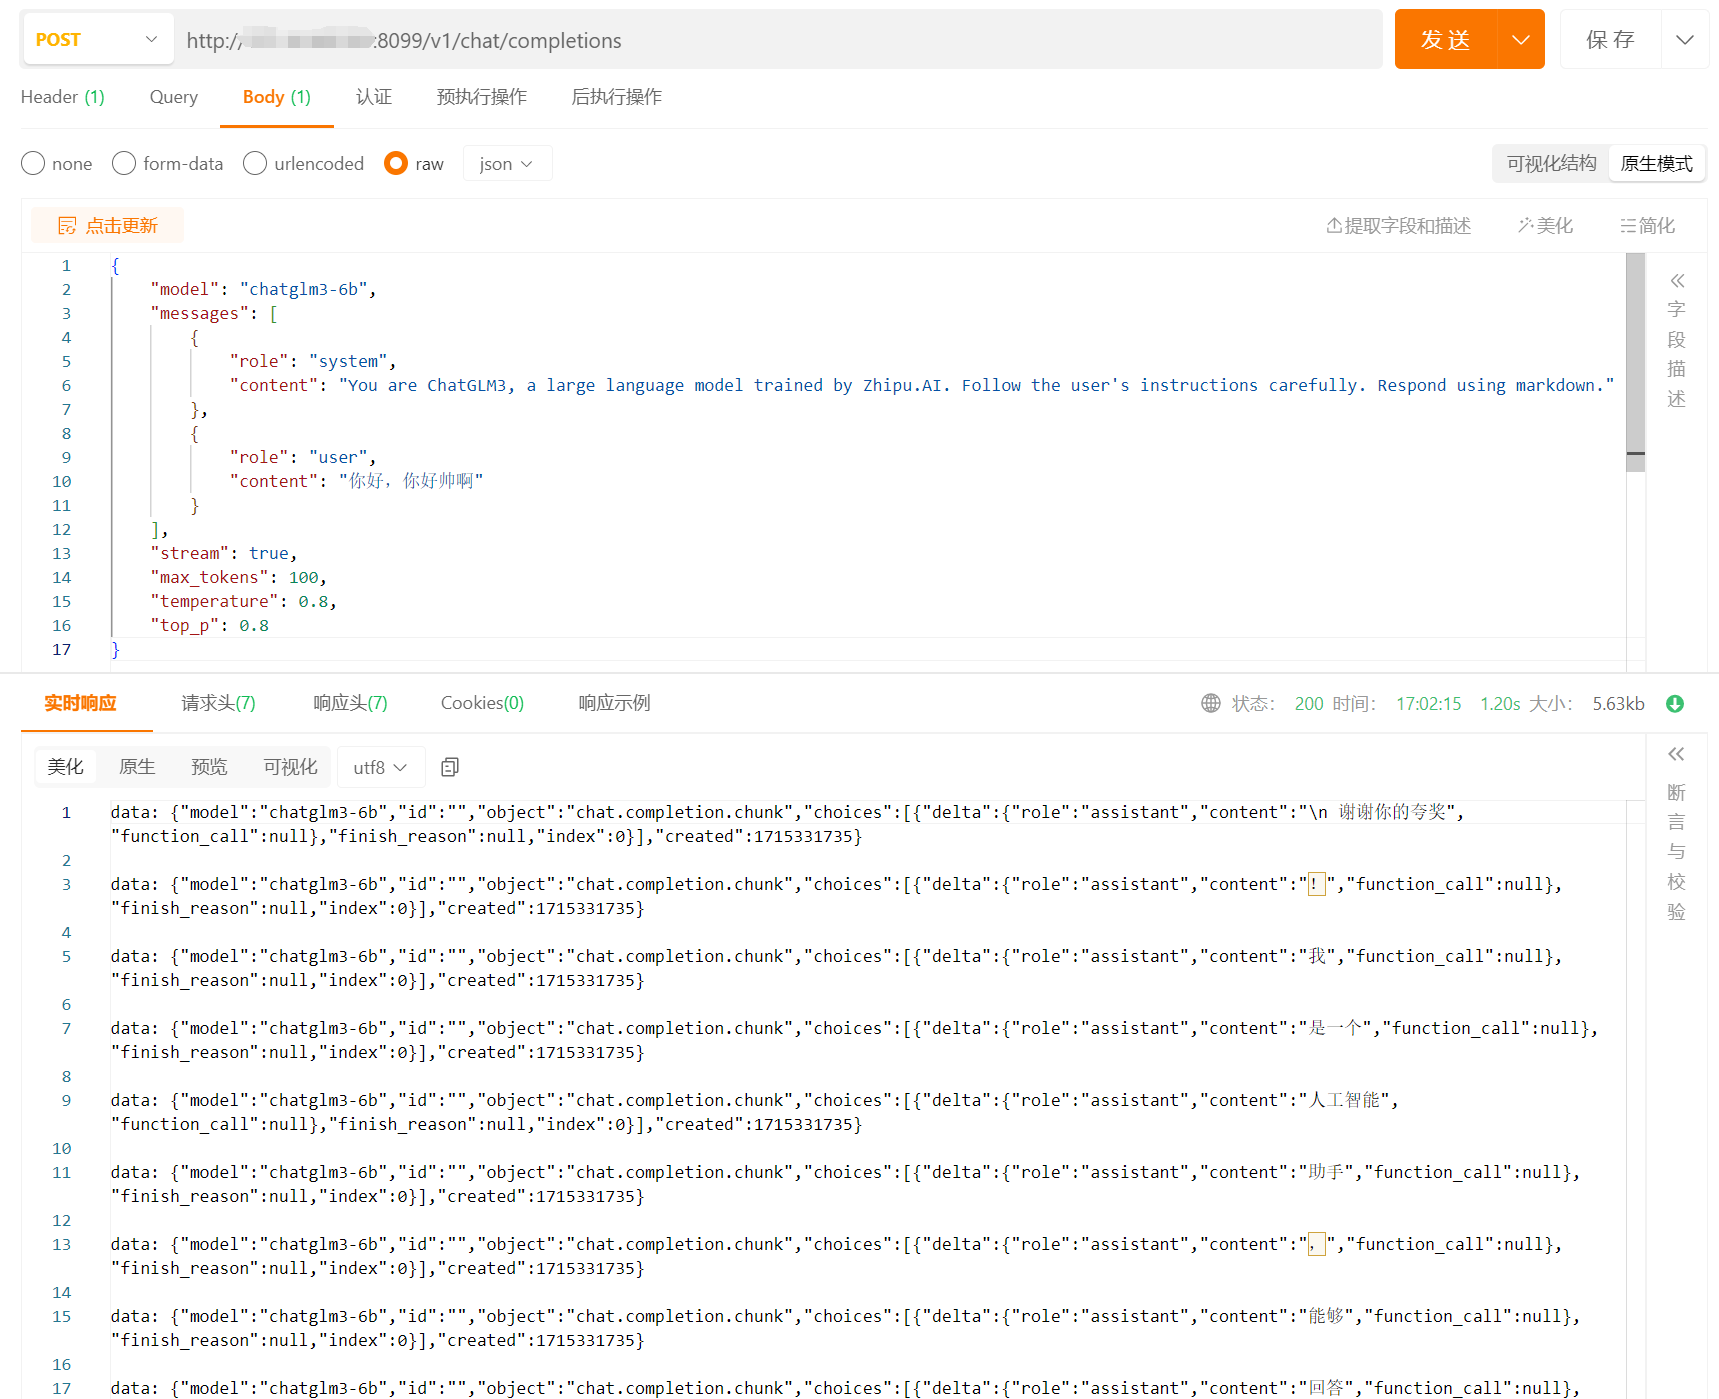 POST http://:8099/v1/chat/completions 发 送 保 存
Header (1) Query Body (1) 认证 预执行操作 后执行操作
none form-data urlencoded raw json 可视化结构 原生模式
点击更新 提取字段和描述 美化 简化
1 {
2 "model": "chatglm3-6b",
3 "messages": [
4 {
5 "role": "system",
6 "content": "You are ChatGLM3, a large language model trained by Zhipu.AI. Follow the user's instructions carefully. Respond using markdown."
7 },
8 {
9 "role": "user",
10 "content": "你好，你好帅啊"
11 }
12 ],
13 "stream": true,
14 "max_tokens": 100,
15 "temperature": 0.8,
16 "top_p": 0.8
17 }
字
段
描
述
实时响应 请求头(7) 响应头(7) Cookies(0) 响应示例 状态： 200 时间： 17:02:15 1.20s 大小： 5.63kb
美化 原生 预览 可视化 utf8
1 data: {"model":"chatglm3-6b","id":"","object":"chat.completion.chunk","choices":[{"delta":{"role":"assistant","content":"\n 谢谢你的夸奖",
"function_call":null},"finish_reason":null,"index":0}],"created":1715331735}
2
3 data: {"model":"chatglm3-6b","id":"","object":"chat.completion.chunk","choices":[{"delta":{"role":"assistant","content":"！","function_call":null},
"finish_reason":null,"index":0}],"created":1715331735}
4
5 data: {"model":"chatglm3-6b","id":"","object":"chat.completion.chunk","choices":[{"delta":{"role":"assistant","content":"我","function_call":null},
"finish_reason":null,"index":0}],"created":1715331735}
6
7 data: {"model":"chatglm3-6b","id":"","object":"chat.completion.chunk","choices":[{"delta":{"role":"assistant","content":"是一个","function_call":null},
"finish_reason":null,"index":0}],"created":1715331735}
8
9 data: {"model":"chatglm3-6b","id":"","object":"chat.completion.chunk","choices":[{"delta":{"role":"assistant","content":"人工智能",
"function_call":null},"finish_reason":null,"index":0}],"created":1715331735}
10
11 data: {"model":"chatglm3-6b","id":"","object":"chat.completion.chunk","choices":[{"delta":{"role":"assistant","content":"助手","function_call":null},
"finish_reason":null,"index":0}],"created":1715331735}
12
13 data: {"model":"chatglm3-6b","id":"","object":"chat.completion.chunk","choices":[{"delta":{"role":"assistant","content":"，","function_call":null},
"finish_reason":null,"index":0}],"created":1715331735}
14
15 data: {"model":"chatglm3-6b","id":"","object":"chat.completion.chunk","choices":[{"delta":{"role":"assistant","content":"能够","function_call":null},
"finish_reason":null,"index":0}],"created":1715331735}
16
17 data: {"model":"chatglm3-6b","id":"","object":"chat.completion.chunk","choices":[{"delta":{"role":"assistant","content":"回答","function_call":null},
断
言
与
校
验